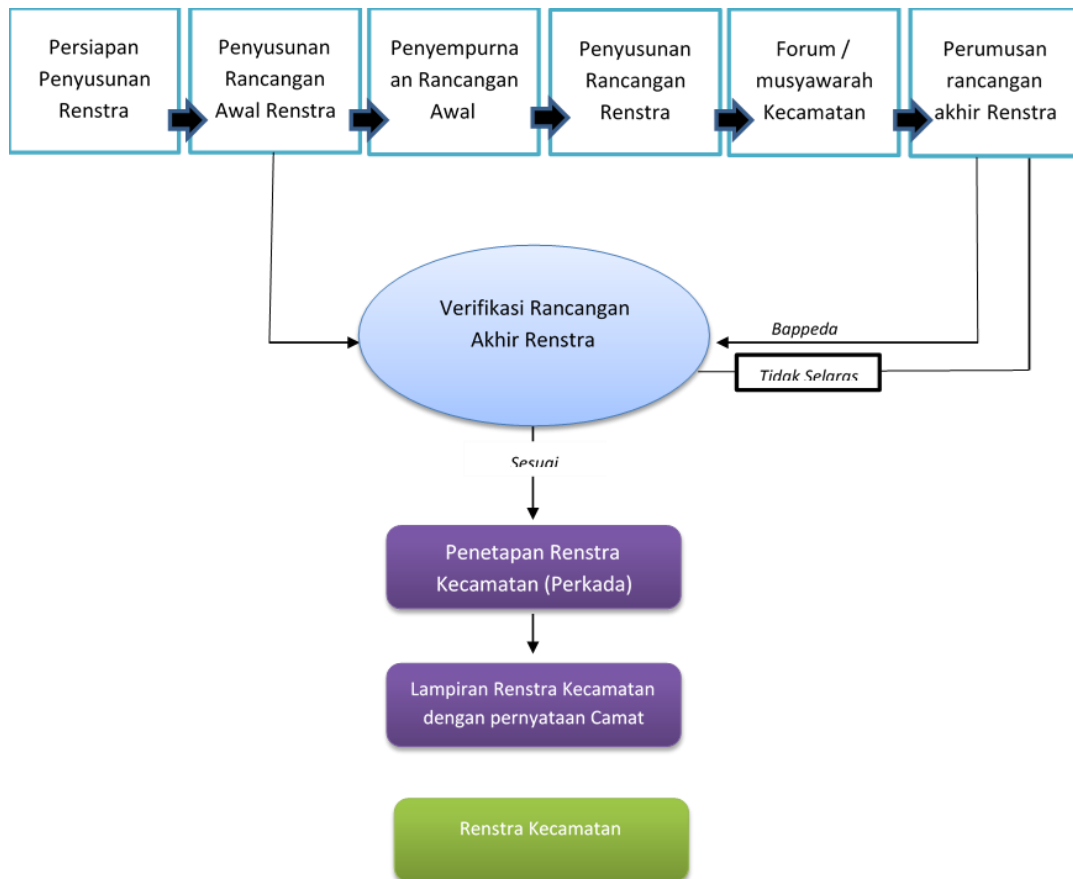 Persiapan
Penyusunan
Renstra
Penyusunan
Rancangan
Awal Renstra
Penyempurna
an Rancangan
Awal
Penyusunan
Rancangan
Renstra
Forum /
musyawarah
Kecamatan
Perumusan
rancangan
akhir Renstra
Verifikasi Rancangan
Akhir Renstra
Bappeda
Tidak Selaras
Sesuai
Penetapan Renstra
Kecamatan (Perkada)
Lampiran Renstra Kecamatan
dengan pernyataan Camat
Renstra Kecamatan